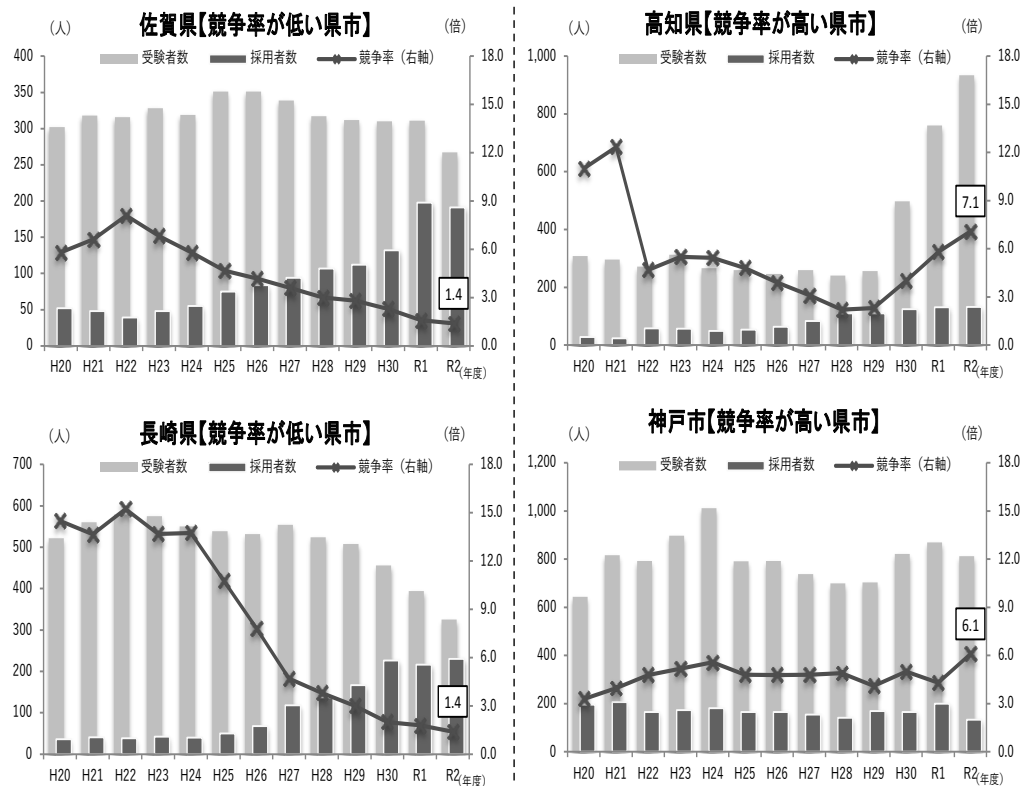 佐賀県【競争率が低い県市】
（人）
（倍）
受験者数 採用者数 競争率（右軸）
400 18.0
350 15.0
300 12.0
250 9.0
200 6.0
150 3.0
100 0.0
50
0
1.4
H20 H21 H22 H23 H24 H25 H26 H27 H28 H29 H30 R1 R2（年度）
高知県【競争率が高い県市】
（人）
（倍）
受験者数 採用者数 競争率（右軸）
1,000 18.0
800 15.0
600 12.0
400 9.0
200 6.0
0 3.0
0.0
7.1
H20 H21 H22 H23 H24 H25 H26 H27 H28 H29 H30 R1 R2（年度）
長崎県【競争率が低い県市】
（人）
（倍）
受験者数 採用者数 競争率（右軸）
700 18.0
600 15.0
500 12.0
400 9.0
300 6.0
200 3.0
100 0.0
0
1.4
H20 H21 H22 H23 H24 H25 H26 H27 H28 H29 H30 R1 R2（年度）
神戸市【競争率が高い県市】
（人）
（倍）
受験者数 採用者数 競争率（右軸）
1,200 18.0
1,000 15.0
800 12.0
600 9.0
400 6.0
200 3.0
0 0.0
6.1
H20 H21 H22 H23 H24 H25 H26 H27 H28 H29 H30 R1 R2（年度）